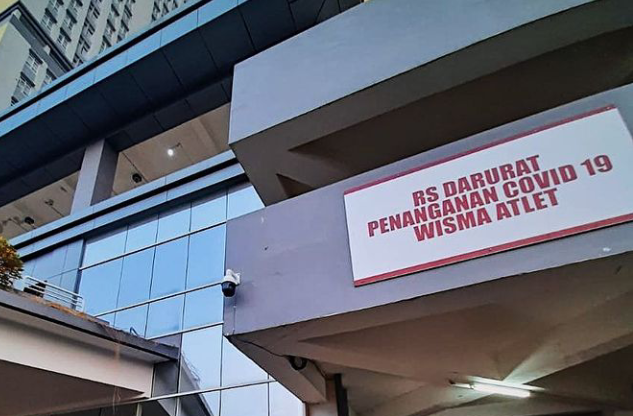 RS DARURAT
PENANGANAN COVID 19
WISMA ATLET